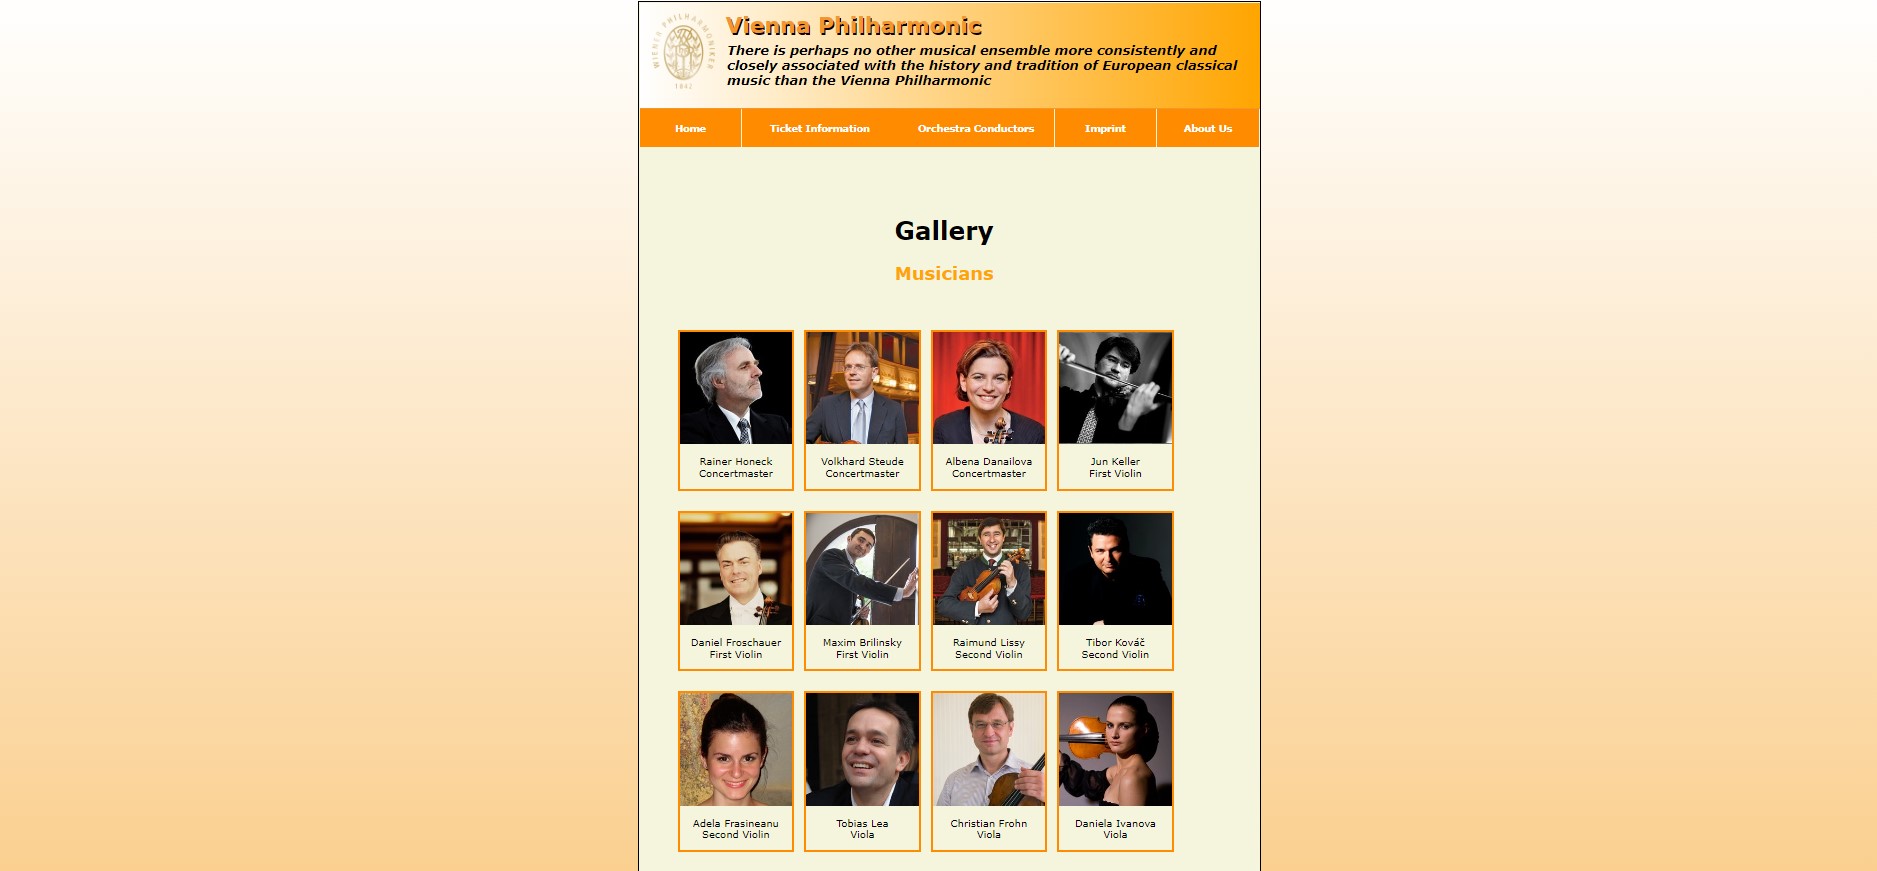 WIENER PHILHARMONIKER
1842
Vienna Philharmonic
There is perhaps no other musical ensemble more consistently and
closely associated with the history and tradition of European classical
music than the Vienna Philharmonic
Home
Ticket Information
Orchestra Conductors
Imprint
About Us
Gallery
Musicians
Rainer Honeck
Concertmaster
Volkhard Steude
Concertmaster
Albena Danailova
Concertmaster
Jun Keller
First Violin
Daniel Froschauer
First Violin
Maxim Brilinsky
First Violin
Raimund Lissy
Second Violin
Tibor Kováč
Second Violin
Adela Frasineanu
Second Violin
Tobias Lea
Viola
Christian Frohn
Viola
Daniela Ivanova
Viola